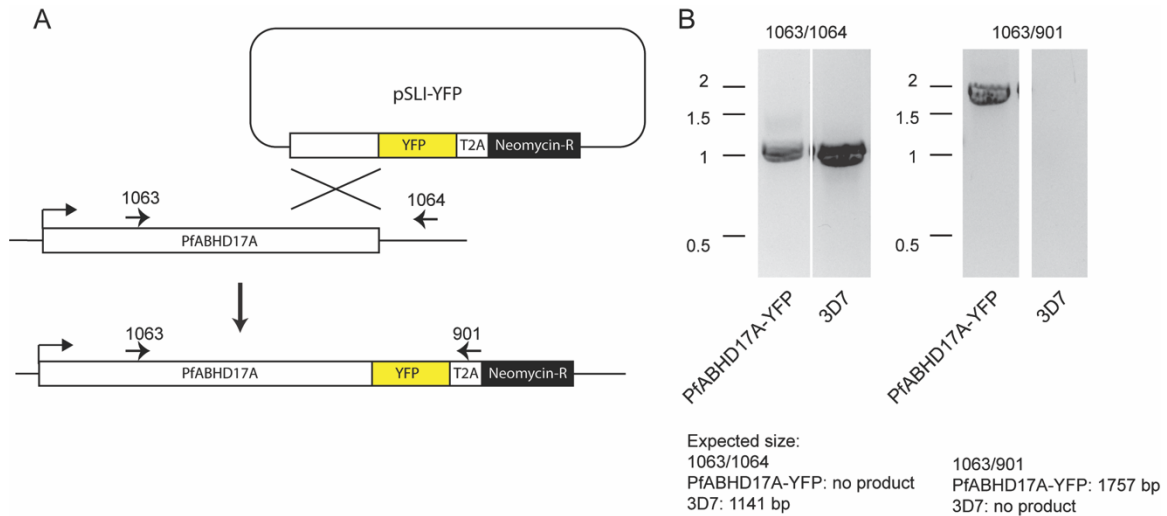 A
pSLI-YFP
YFP T2A Neomycin-R
1063
1064
PfABHD17A
1063
901
PfABHD17A YFP T2A Neomycin-R
B
1063/1064
2
1.5
1
0.5
PfABHD17A-YFP
3D7
1063/901
2
1.5
1
0.5
PfABHD17A-YFP
3D7
Expected size:
1063/1064
PfABHD17A-YFP: no product
3D7: 1141 bp
1063/901
PfABHD17A-YFP: 1757 bp
3D7: no product